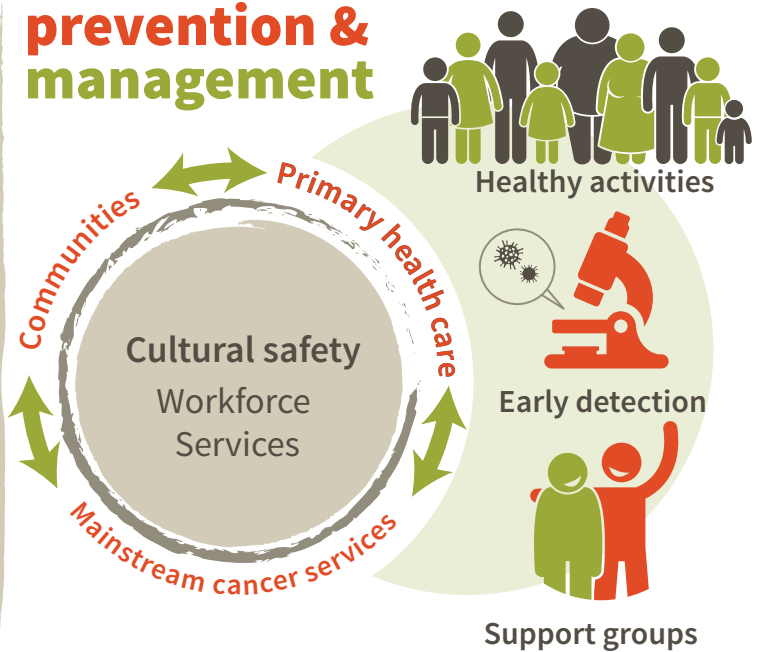 prevention &
management
Communities
Primary health care
Mainstream cancer services
Cultural safety
Workforce
Services
Healthy activities
Early detection
Support groups